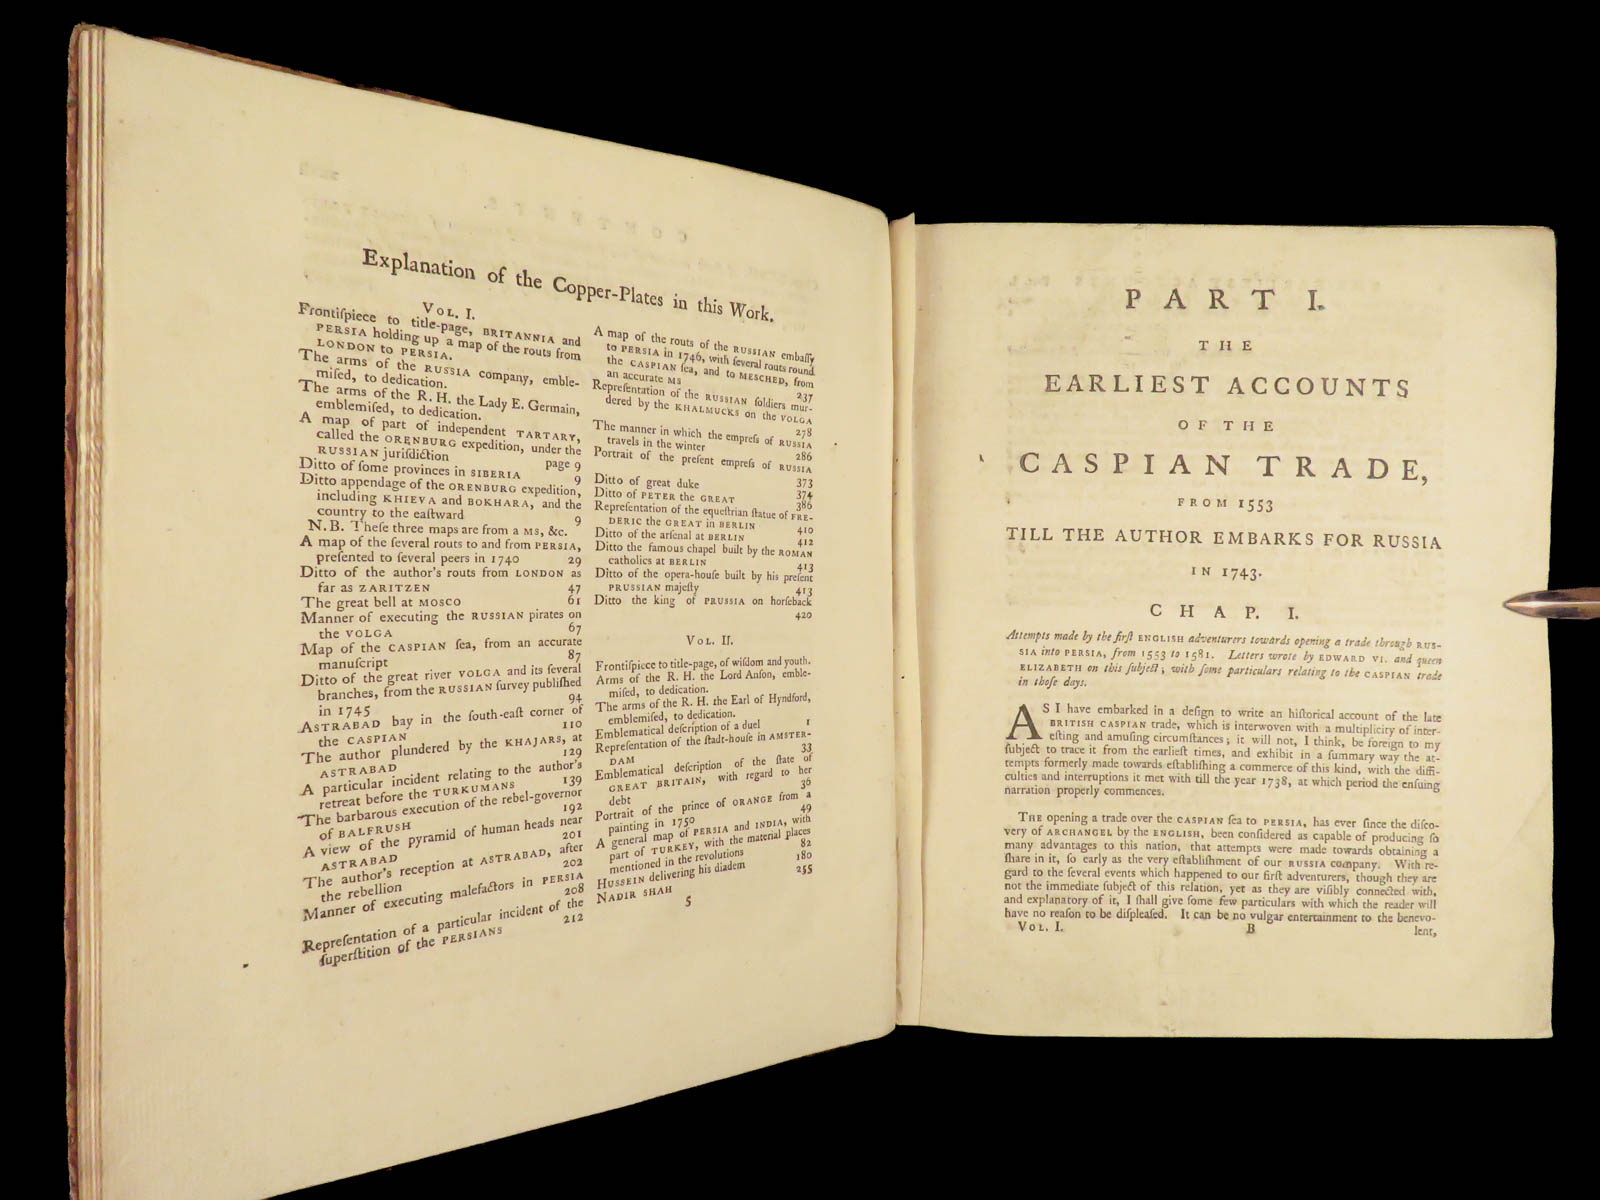 Explanation of the Copper-Plates in this Work.
VOL. I.
Frontiſpiece to title-page, BRITANNIA and
PERSIA holding up a map of the routs from
LONDON to PERSIA.
The arms of the RUSSIA company, emble-
miſed, to dedication.
The arms of the R. H. the Lady E. Germain,
emblemiſed, to dedication.
A map of part of independent TARTARY,
called the ORENBURG expedition, under the
RUSSIAN juriſdiction page 9
Ditto of ſome provinces in SIBERIA 9
Ditto appendage of the ORENBURG expedition,
including KHIEVA and BOKHARA, and the
country to the eaſtward 9
N.B. Theſe three maps are from a MS, &c.
A map of the ſeveral routs to and from PERSIA,
preſented to ſeveral peers in 1740 29
Ditto of the author's routs from LONDON as
far as ZARITZEN 47
The great bell at MOSCO 61
Manner of executing the RUSSIAN pirates on
the VOLGA 67
Map of the CASPIAN ſea, from an accurate
manuſcript 87
Ditto of the great river VOLGA and its ſeveral
branches, from the RUSSIAN ſurvey publiſhed
in 1745 94
ASTRABAD bay in the ſouth-eaſt corner of
the CASPIAN 110
The author plundered by the KHAJARS, at
ASTRABAD 129
A particular incident relating to the author's
retreat before the TURKUMANS 139
The barbarous execution of the rebel-governor
of BALFRUSH 192
A view of the pyramid of human heads near
ASTRABAD 201
The author's reception at ASTRABAD, after
the rebellion 202
Manner of executing malefactors in PERSIA
208
Repreſentation of a particular incident of the
ſuperſtition of the PERSIANS 212
A map of the routs of the RUSSIAN embaſſy
to PERSIA in 1746, with ſeveral routs round
the CASPIAN ſea, and to MESCHED, from
an accurate MS 237
Repreſentation of the RUSSIAN ſoldiers mur-
dered by the KHALMUCKS on the VOLGA
278
The manner in which the empreſs of RUSSIA
travels in the winter 286
Portrait of the preſent empreſs of RUSSIA
373
Ditto of great duke 374
Ditto of PETER the GREAT 386
Repreſentation of the equeſtrian ſtatue of FRE-
DERIC the GREAT in BERLIN 410
Ditto of the arſenal at BERLIN 412
Ditto the famous chapel built by the ROMAN
catholics at BERLIN 413
Ditto of the opera-houſe built by his preſent
PRUSSIAN majeſty 413
Ditto the king of PRUSSIA on horſeback
420
VOL. II.
Frontiſpiece to title-page, of wiſdom and youth.
Arms of the R. H. the Lord Anſon, emble-
miſed, to dedication.
The arms of the R. H. the Earl of Hyndford,
emblemiſed, to dedication.
Emblematical deſcription of a duel 1
Repreſentation of the ſtadt-houſe in AMSTER-
DAM 33
Emblematical deſcription of the ſtate of
GREAT BRITAIN, with regard to her
debt 36
Portrait of the prince of ORANGE from a
painting in 1750 49
A general map of PERSIA and INDIA, with
part of TURKEY, with the material places
mentioned in the revolutions 82
HUSSEIN delivering his diadem 180
NADIR SHAH 255
5
PART I.
THE
EARLIEST ACCOUNTS
OF THE
CASPIAN TRADE,
FROM 1553
TILL THE AUTHOR EMBARKS FOR RUSSIA
IN 1743.
CHAP. I.
Attempts made by the firſt ENGLISH adventurers towards opening a trade through RUS-
SIA into PERSIA, from 1553 to 1581. Letters wrote by EDWARD VI. and queen
ELIZABETH on this ſubject; with ſome particulars relating to the CASPIAN trade
in thoſe days.
AS I have embarked in a deſign to write an hiſtorical account of the late
BRITISH CASPIAN trade, which is interwoven with a multiplicity of inter-
eſting and amuſing circumſtances; it will not, I think, be foreign to my
ſubject to trace it from the earlieſt times, and exhibit in a ſummary way the at-
tempts formerly made towards eſtabliſhing a commerce of this kind, with the diffi-
culties and interruptions it met with till the year 1738, at which period the enſuing
narration properly commences.
THE opening a trade over the CASPIAN ſea to PERSIA, has ever ſince the diſco-
very of ARCHANGEL by the ENGLISH, been conſidered as capable of producing ſo
many advantages to this nation, that attempts were made towards obtaining a
ſhare in it, ſo early as the very eſtabliſhment of our RUSSIA company. With re-
gard to the ſeveral events which happened to our firſt adventurers, though they are
not the immediate ſubject of this relation, yet as they are viſibly connected with,
and explanatory of it, I ſhall give ſome few particulars with which the reader will
have no reaſon to be diſpleaſed. It can be no vulgar entertainment to the benevo-
VOL. I. B lent,